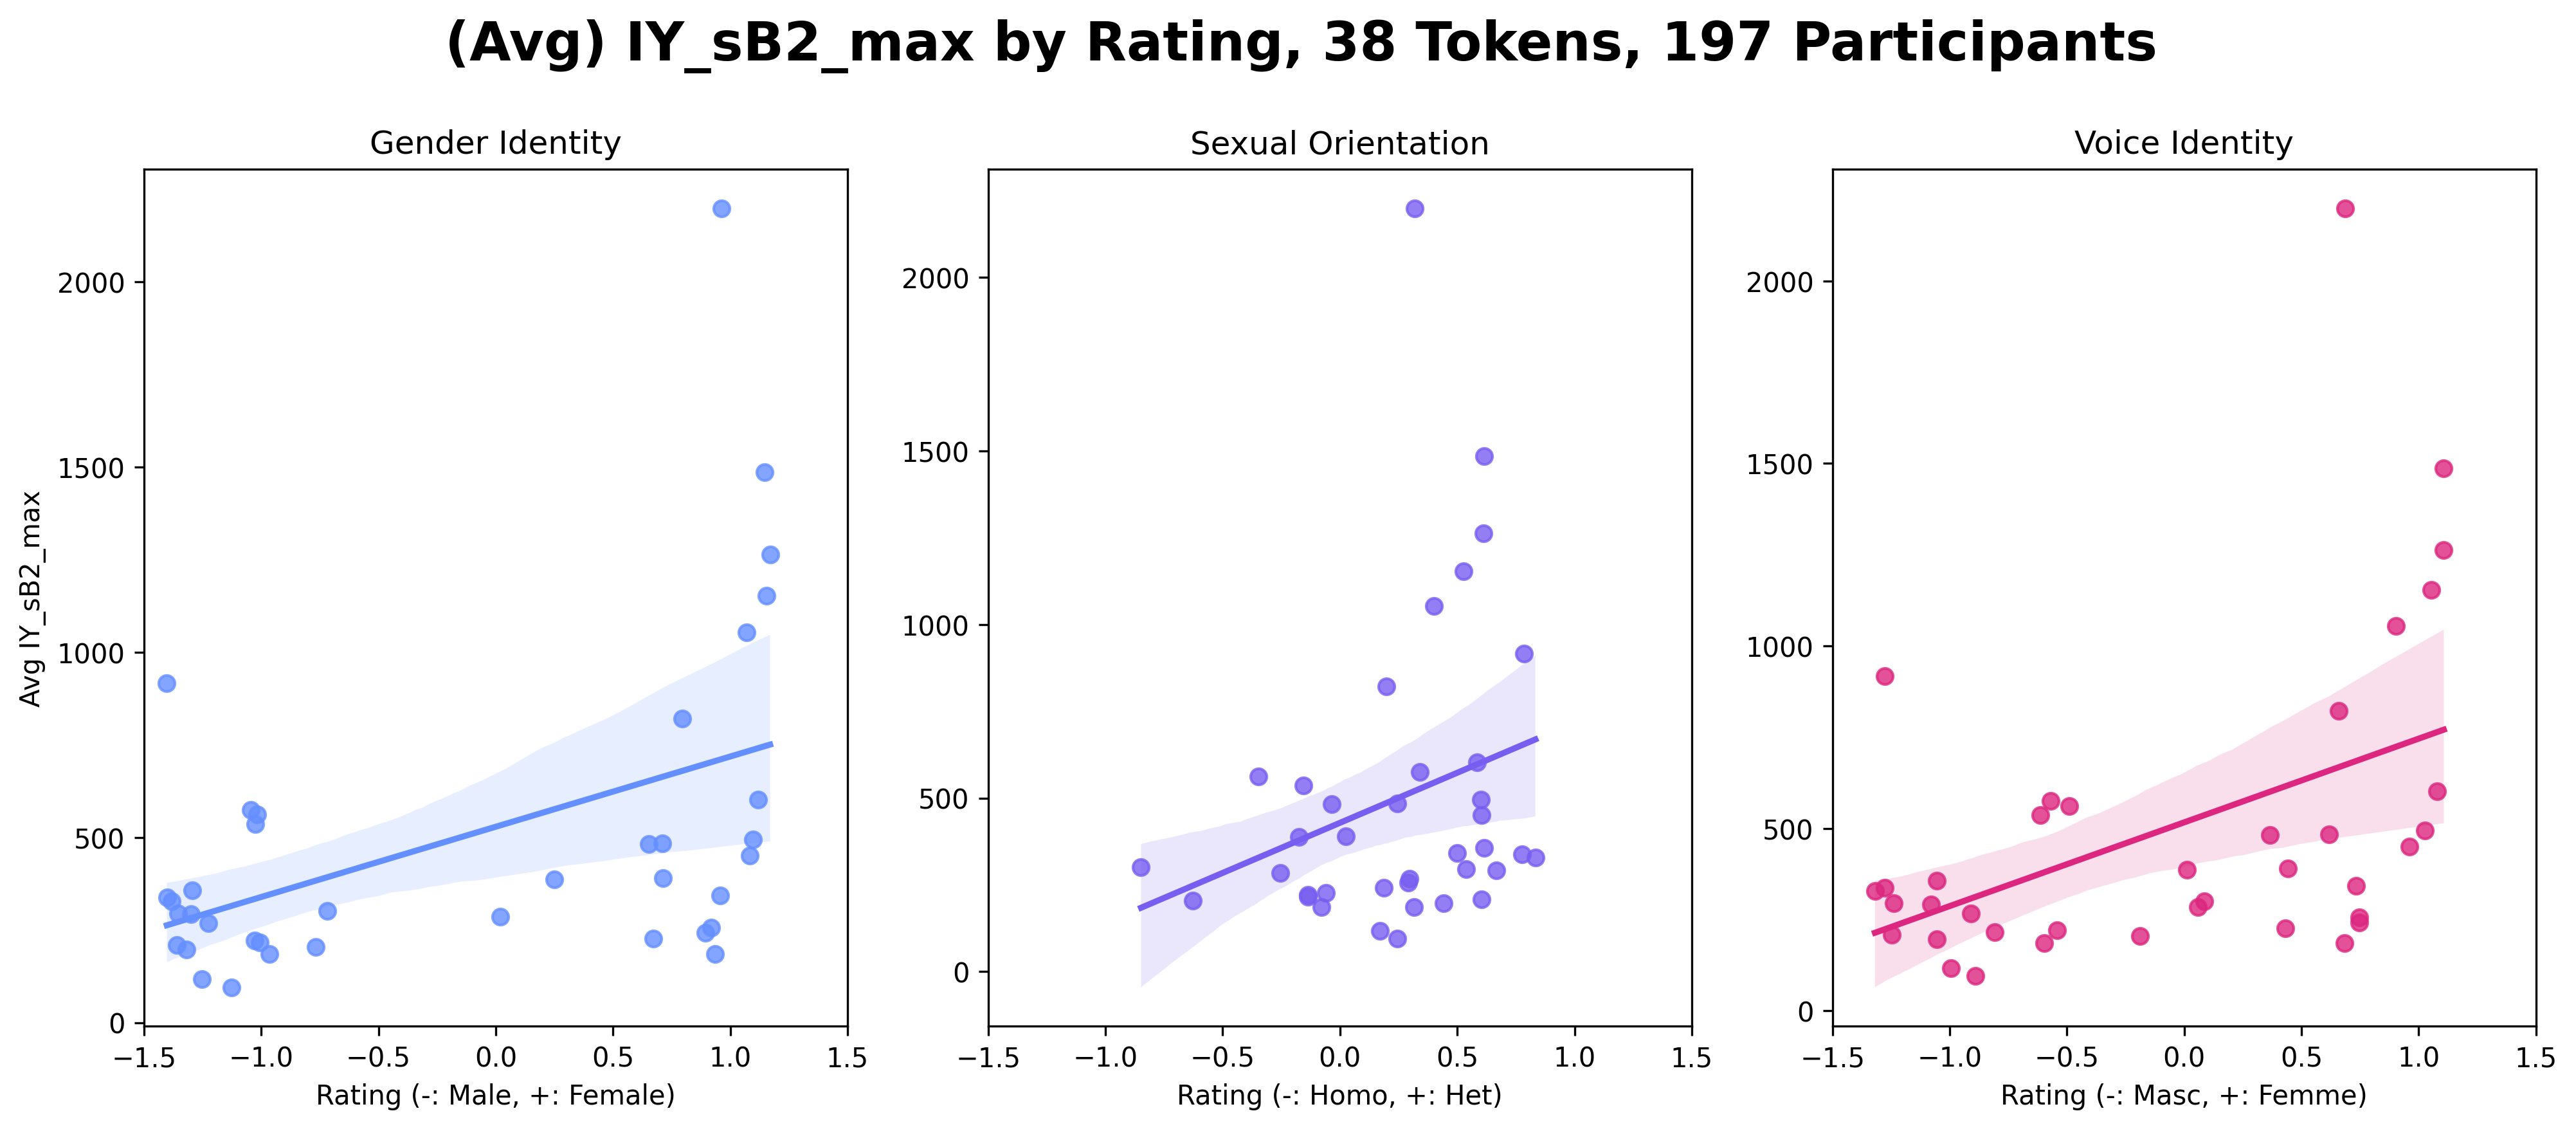 (Avg) IY_sB2_max by Rating, 38 Tokens, 197 Participants
Gender Identity
Sexual Orientation
Voice Identity
Avg IY_sB2_max
2000
1500
1000
500
0
−1.5 −1.0 −0.5 0.0 0.5 1.0 1.5
Rating (-: Male, +: Female)
2000
1500
1000
500
0
−1.5 −1.0 −0.5 0.0 0.5 1.0 1.5
Rating (-: Homo, +: Het)
2000
1500
1000
500
0
−1.5 −1.0 −0.5 0.0 0.5 1.0 1.5
Rating (-: Masc, +: Femme)